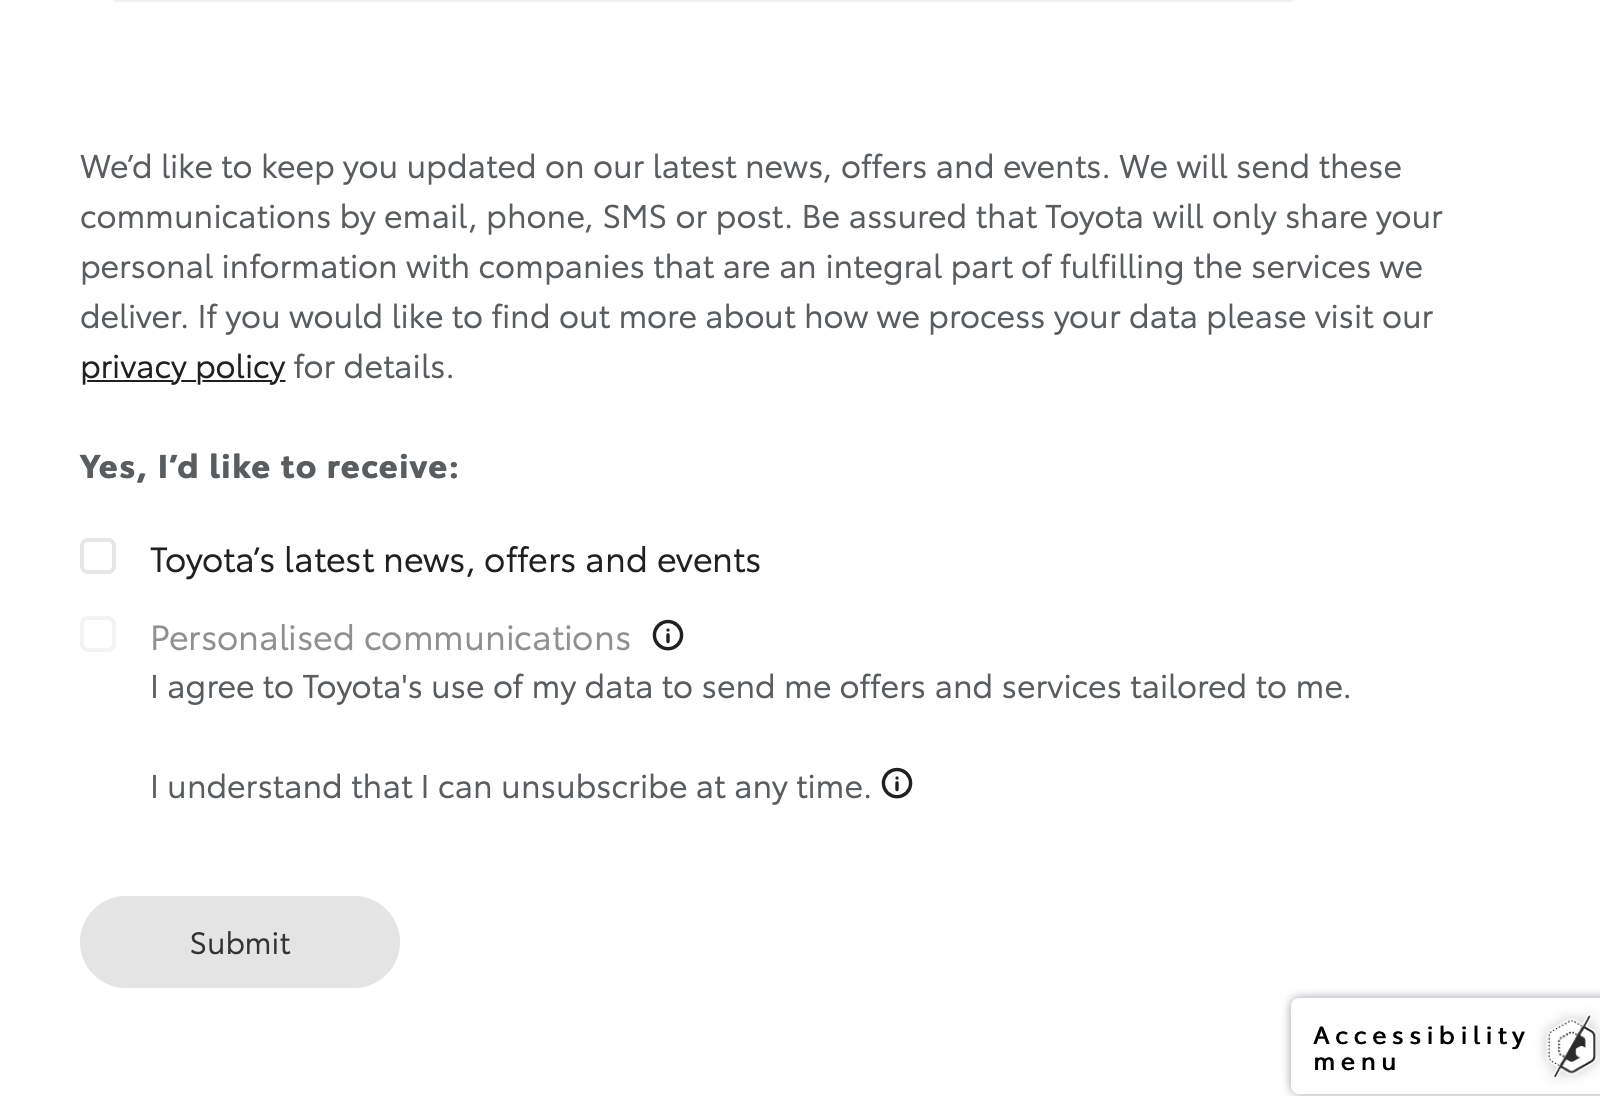 We’d like to keep you updated on our latest news, offers and events. We will send these
communications by email, phone, SMS or post. Be assured that Toyota will only share your
personal information with companies that are an integral part of fulfilling the services we
deliver. If you would like to find out more about how we process your data please visit our
privacy policy for details.
Yes, I’d like to receive:
Toyota’s latest news, offers and events
Personalised communications
I agree to Toyota's use of my data to send me offers and services tailored to me.
I understand that I can unsubscribe at any time.
Submit
Accessibility
menu